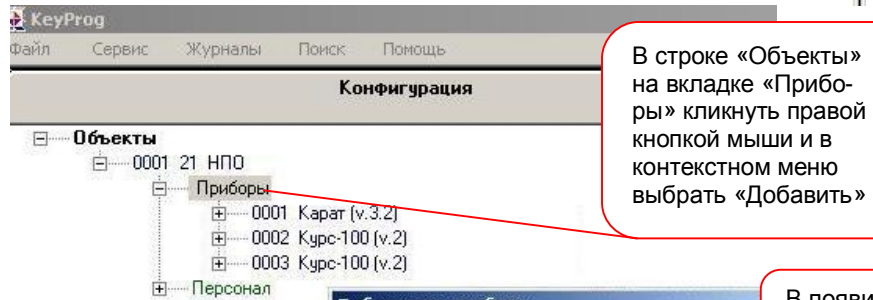 KeyProg
Файл Сервис Журналы Поиск Помощь
Конфигурация
Объекты
0001 21 НПО
Приборы
0001 Карат (v.3.2)
0002 Курс-100 (v.2)
0003 Курс-100 (v.2)
Персонал
В строке «Объекты»
на вкладке «Прибо-
ры» кликнуть правой
кнопкой мыши и в
контекстном меню
выбрать «Добавить»
В появи